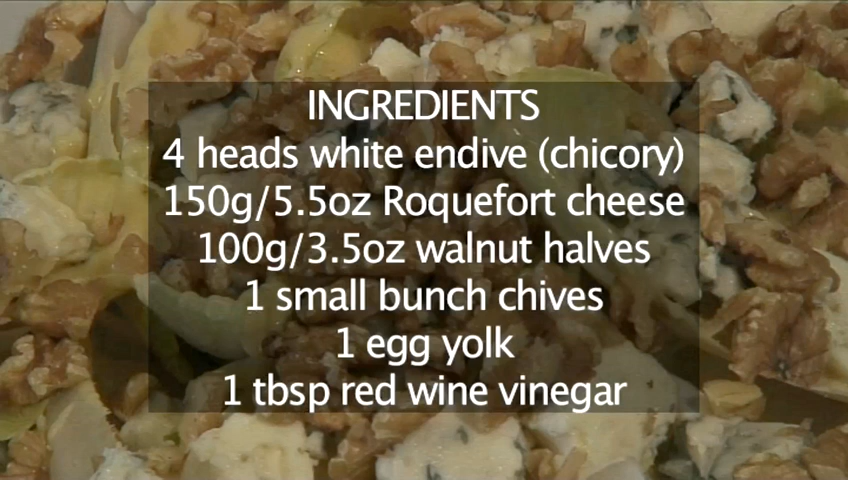 INGREDIENTS
4 heads white endive (chicory)
150g/5.5oz Roquefort cheese
100g/3.5oz walnut halves
1 small bunch chives
1 egg yolk
1 tbsp red wine vinegar